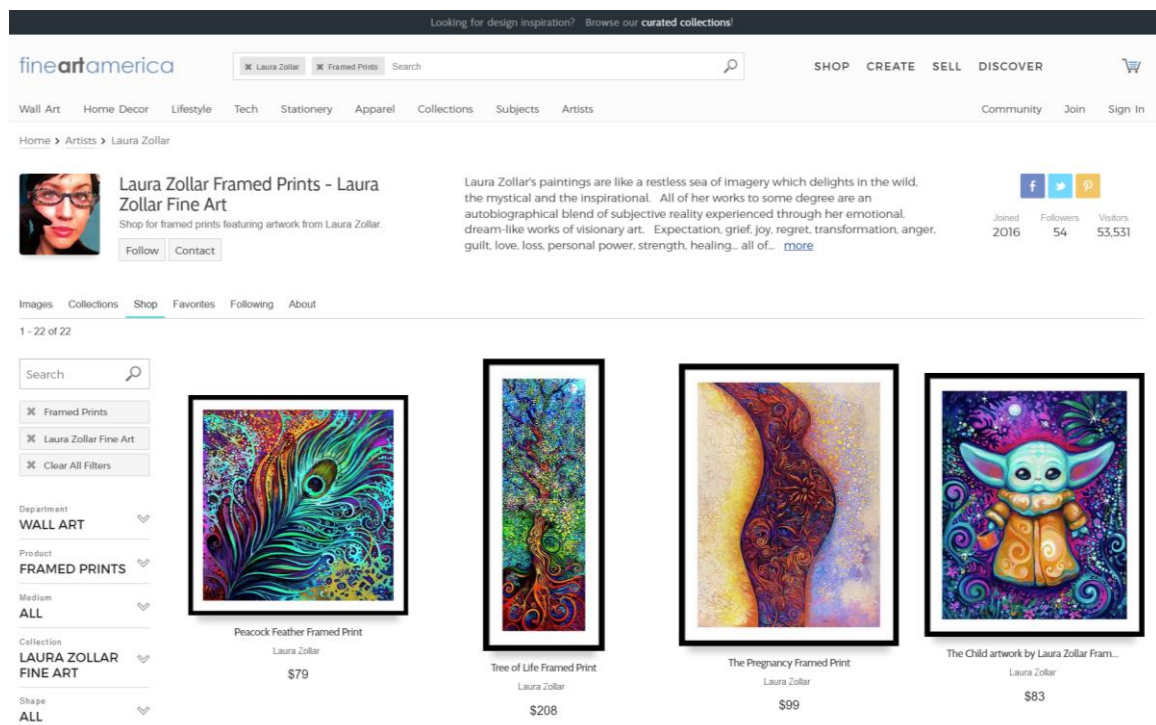 Looking for design inspiration? Browse our curated collections!
fineartamerica
✖ Laura Zollar ✖ Framed Prints Search
SHOP CREATE SELL DISCOVER
Wall Art Home Decor Lifestyle Tech Stationery Apparel Collections Subjects Artists
Community Join Sign In
Home > Artists > Laura Zollar
Laura Zollar Framed Prints - Laura
Zollar Fine Art
Shop for framed prints featuring artwork from Laura Zollar.
Follow Contact
Laura Zollar's paintings are like a restless sea of imagery which delights in the wild,
the mystical and the inspirational. All of her works to some degree are an
autobiographical blend of subjective reality experienced through her emotional,
dream-like works of visionary art. Expectation, grief, joy, regret, transformation, anger,
guilt, love, loss, personal power, strength, healing... all of... more
Joined Followers Visitors
2016 54 53,531
Images Collections Shop Favorites Following About
1 - 22 of 22
Search
✖ Framed Prints
✖ Laura Zollar Fine Art
✖ Clear All Filters
Department
WALL ART
Product
FRAMED PRINTS
Medium
ALL
Collection
LAURA ZOLLAR
FINE ART
Shape
ALL
Peacock Feather Framed Print
Laura Zollar
$79
Tree of Life Framed Print
Laura Zollar
$208
The Pregnancy Framed Print
Laura Zollar
$99
The Child artwork by Laura Zollar Fram...
Laura Zollar
$83